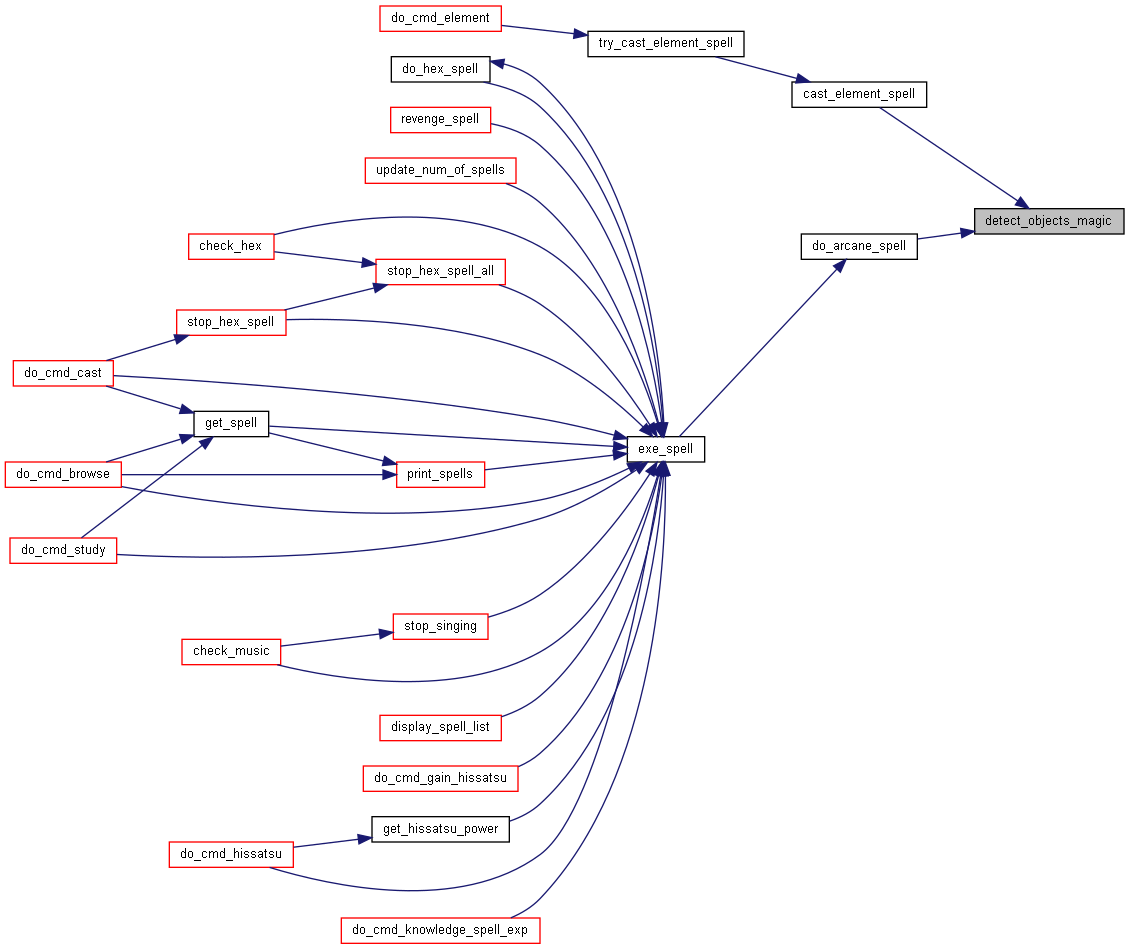 do_cmd_element
try_cast_element_spell
do_hex_spell
cast_element_spell
revenge_spell
update_num_of_spells
detect_objects_magic
check_hex
do_arcane_spell
stop_hex_spell_all
stop_hex_spell
do_cmd_cast
get_spell
exe_spell
do_cmd_browse
print_spells
do_cmd_study
stop_singing
check_music
display_spell_list
do_cmd_gain_hissatsu
get_hissatsu_power
do_cmd_hissatsu
do_cmd_knowledge_spell_exp